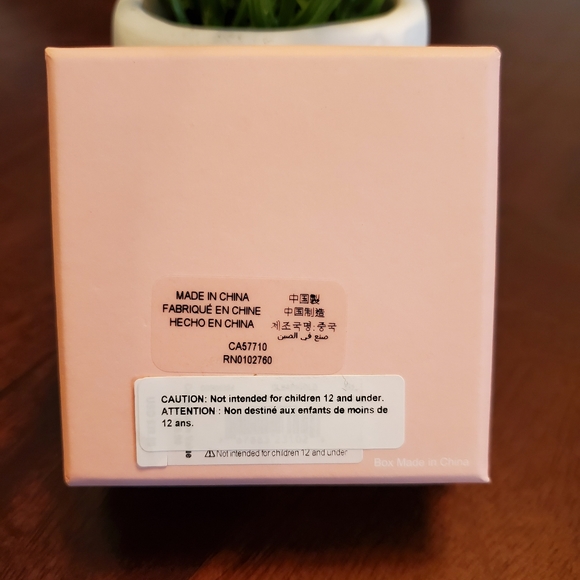 MADE IN CHINA
FABRIQUÉ EN CHINE
HECHO EN CHINA
中国製
中国制造
제조국명.중국
صنع في الصين
CA57710
RN0102760
CAUTION: Not intended for children 12 and under.
ATTENTION : Non destiné aux enfants de moins de
12 ans.
⚠Not intended for children 12 and under
Box Made in China